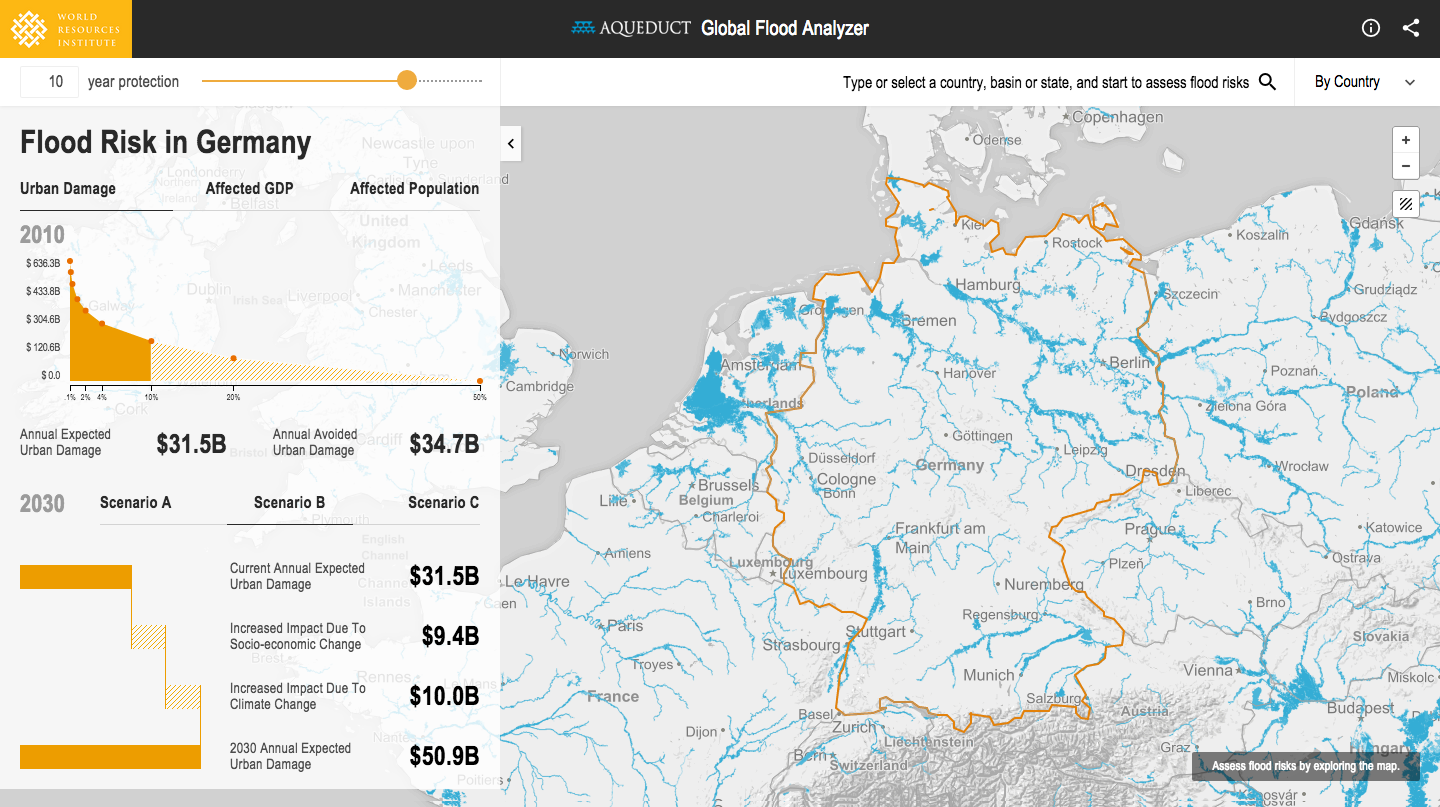 WORLD
RESOURCES
INSTITUTE
AQUEDUCT Global Flood Analyzer
10 year protection
Type or select a country, basin or state, and start to assess flood risks
By Country
Flood Risk in Germany
Urban Damage Affected GDP Affected Population
2010
$ 636.3B
$ 433.8B
$ 304.6B
$ 120.6B
$ 0.0
.1% 2% 4% 10% 20% 50%
Annual Expected
Urban Damage
$31.5B
Annual Avoided
Urban Damage
$34.7B
2030 Scenario A Scenario B Scenario C
Current Annual Expected
Urban Damage
$31.5B
Increased Impact Due To
Socio-economic Change
$9.4B
Increased Impact Due To
Climate Change
$10.0B
2030 Annual Expected
Urban Damage
$50.9B
Newcastle upon
Tyne
Londonderry
Northern
Ireland
Carlisle
Sunderland
Belfast
United
Kingdom
Leeds
Dublin
Irish Sea
Liverpool
Manchester
Galway
Chester
Cork
Cardiff
Bristol
Plymouth
English
Channel
Channel
Islands
Brest
Rennes
Le Mans
Nantes
Poitiers
Copenhagen
Odense
Kiel
Rostock
Koszalin
Gdańsk
Hamburg
Szczecin
Grudziądz
Groningen
Bremen
Bydgoszcz
Norwich
Amsterdam
Berlin
Hanover
Poznań
Cambridge
Poland
Netherlands
Zielona Góra
Göttingen
Leipzig
Düsseldorf
Germany
Dresden
Wrocław
Cologne
Bonn
Brussels
Lille
Belgium
Liberec
Charleroi
Frankfurt am
Main
Prague
Katowice
Amiens
Luxembourg
Luxembourg
Plzeň
Ostrava
Le Havre
Nuremberg
Caen
Brno
Paris
Regensburg
Stuttgart
Slovakia
Strasbourg
Troyes
Munich
Vienna
Miskolc
France
Salzburg
Basel
Austria
Budapest
Dijon
Zurich
Liechtenstein
Bern
Switzerland
Graz
Hungary
Kaposvár
+
−
Assess flood risks by exploring the map.